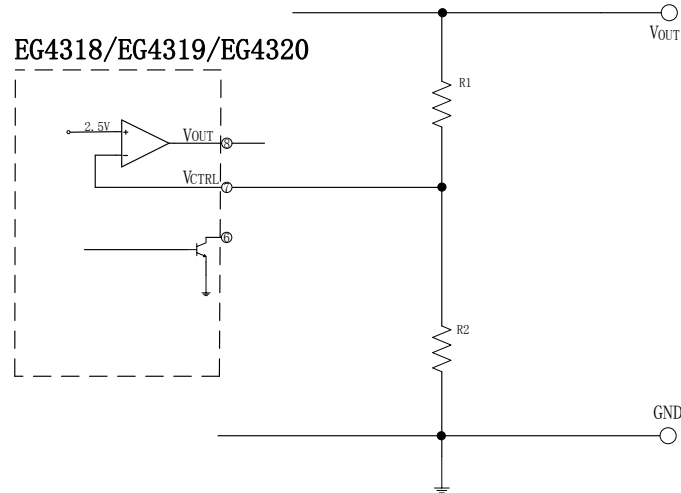 VOUT
EG4318/EG4319/EG4320
R1
2.5V
+
VOUT
8
-
VCTRL
7
6
R2
GND